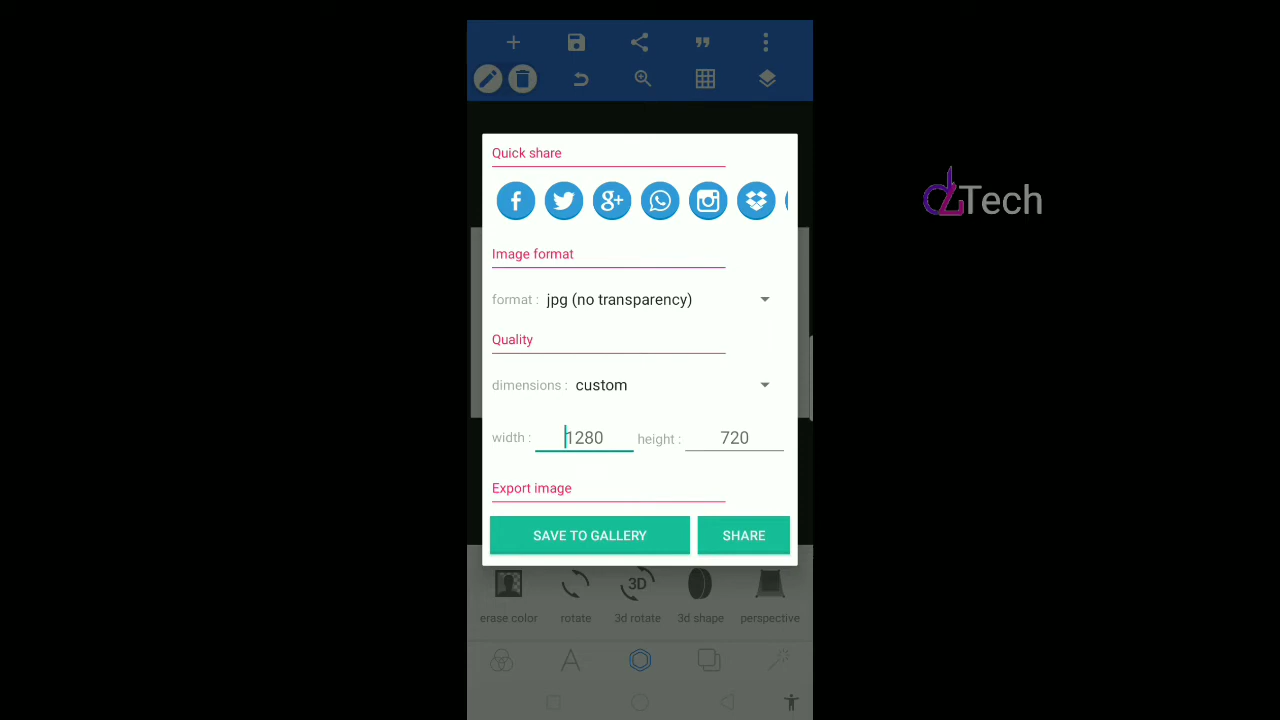 Quick share
Image format
format : jpg (no transparency)
Quality
dimensions : custom
width : 1280 height : 720
Export image
SAVE TO GALLERY SHARE
3D
erase color rotate 3d rotate 3d shape perspective
A
dLTech